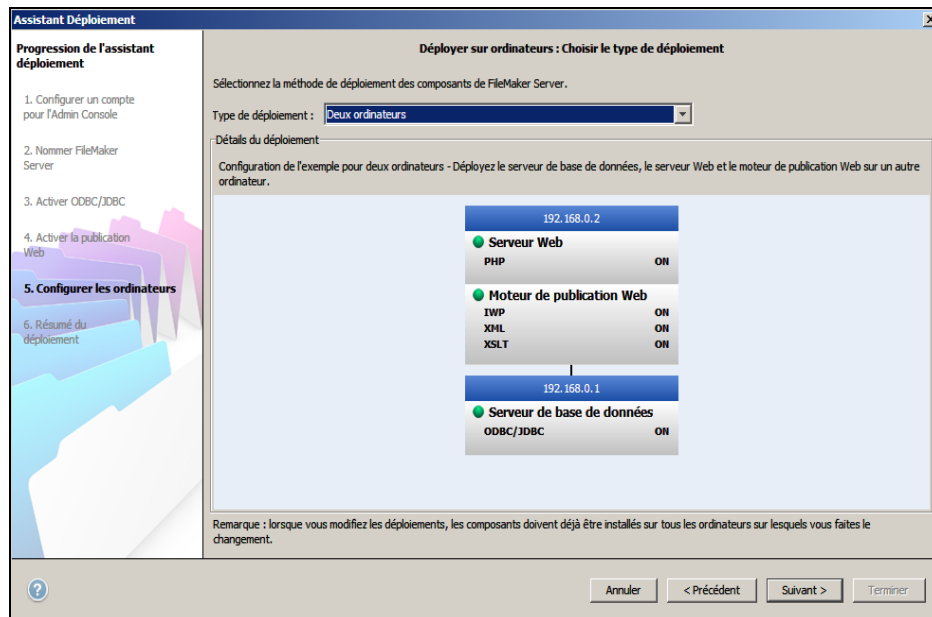 Assistant Déploiement
Progression de l'assistant
déploiement
1. Configurer un compte
pour l'Admin Console
2. Nommer FileMaker
Server
3. Activer ODBC/JDBC
4. Activer la publication
Web
5. Configurer les ordinateurs
6. Résumé du
déploiement
Déployer sur ordinateurs : Choisir le type de déploiement
Sélectionnez la méthode de déploiement des composants de FileMaker Server.
Type de déploiement : Deux ordinateurs
Détails du déploiement
Configuration de l'exemple pour deux ordinateurs - Déployez le serveur de base de données, le serveur Web et le moteur de publication Web sur un autre
ordinateur.
192.168.0.2
Serveur Web
PHP ON
Moteur de publication Web
IWP ON
XML ON
XSLT ON
192.168.0.1
Serveur de base de données
ODBC/JDBC ON
Remarque : lorsque vous modifiez les déploiements, les composants doivent déjà être installés sur tous les ordinateurs sur lesquels vous faites le
changement.
?
Annuler < Précédent Suivant > Terminer